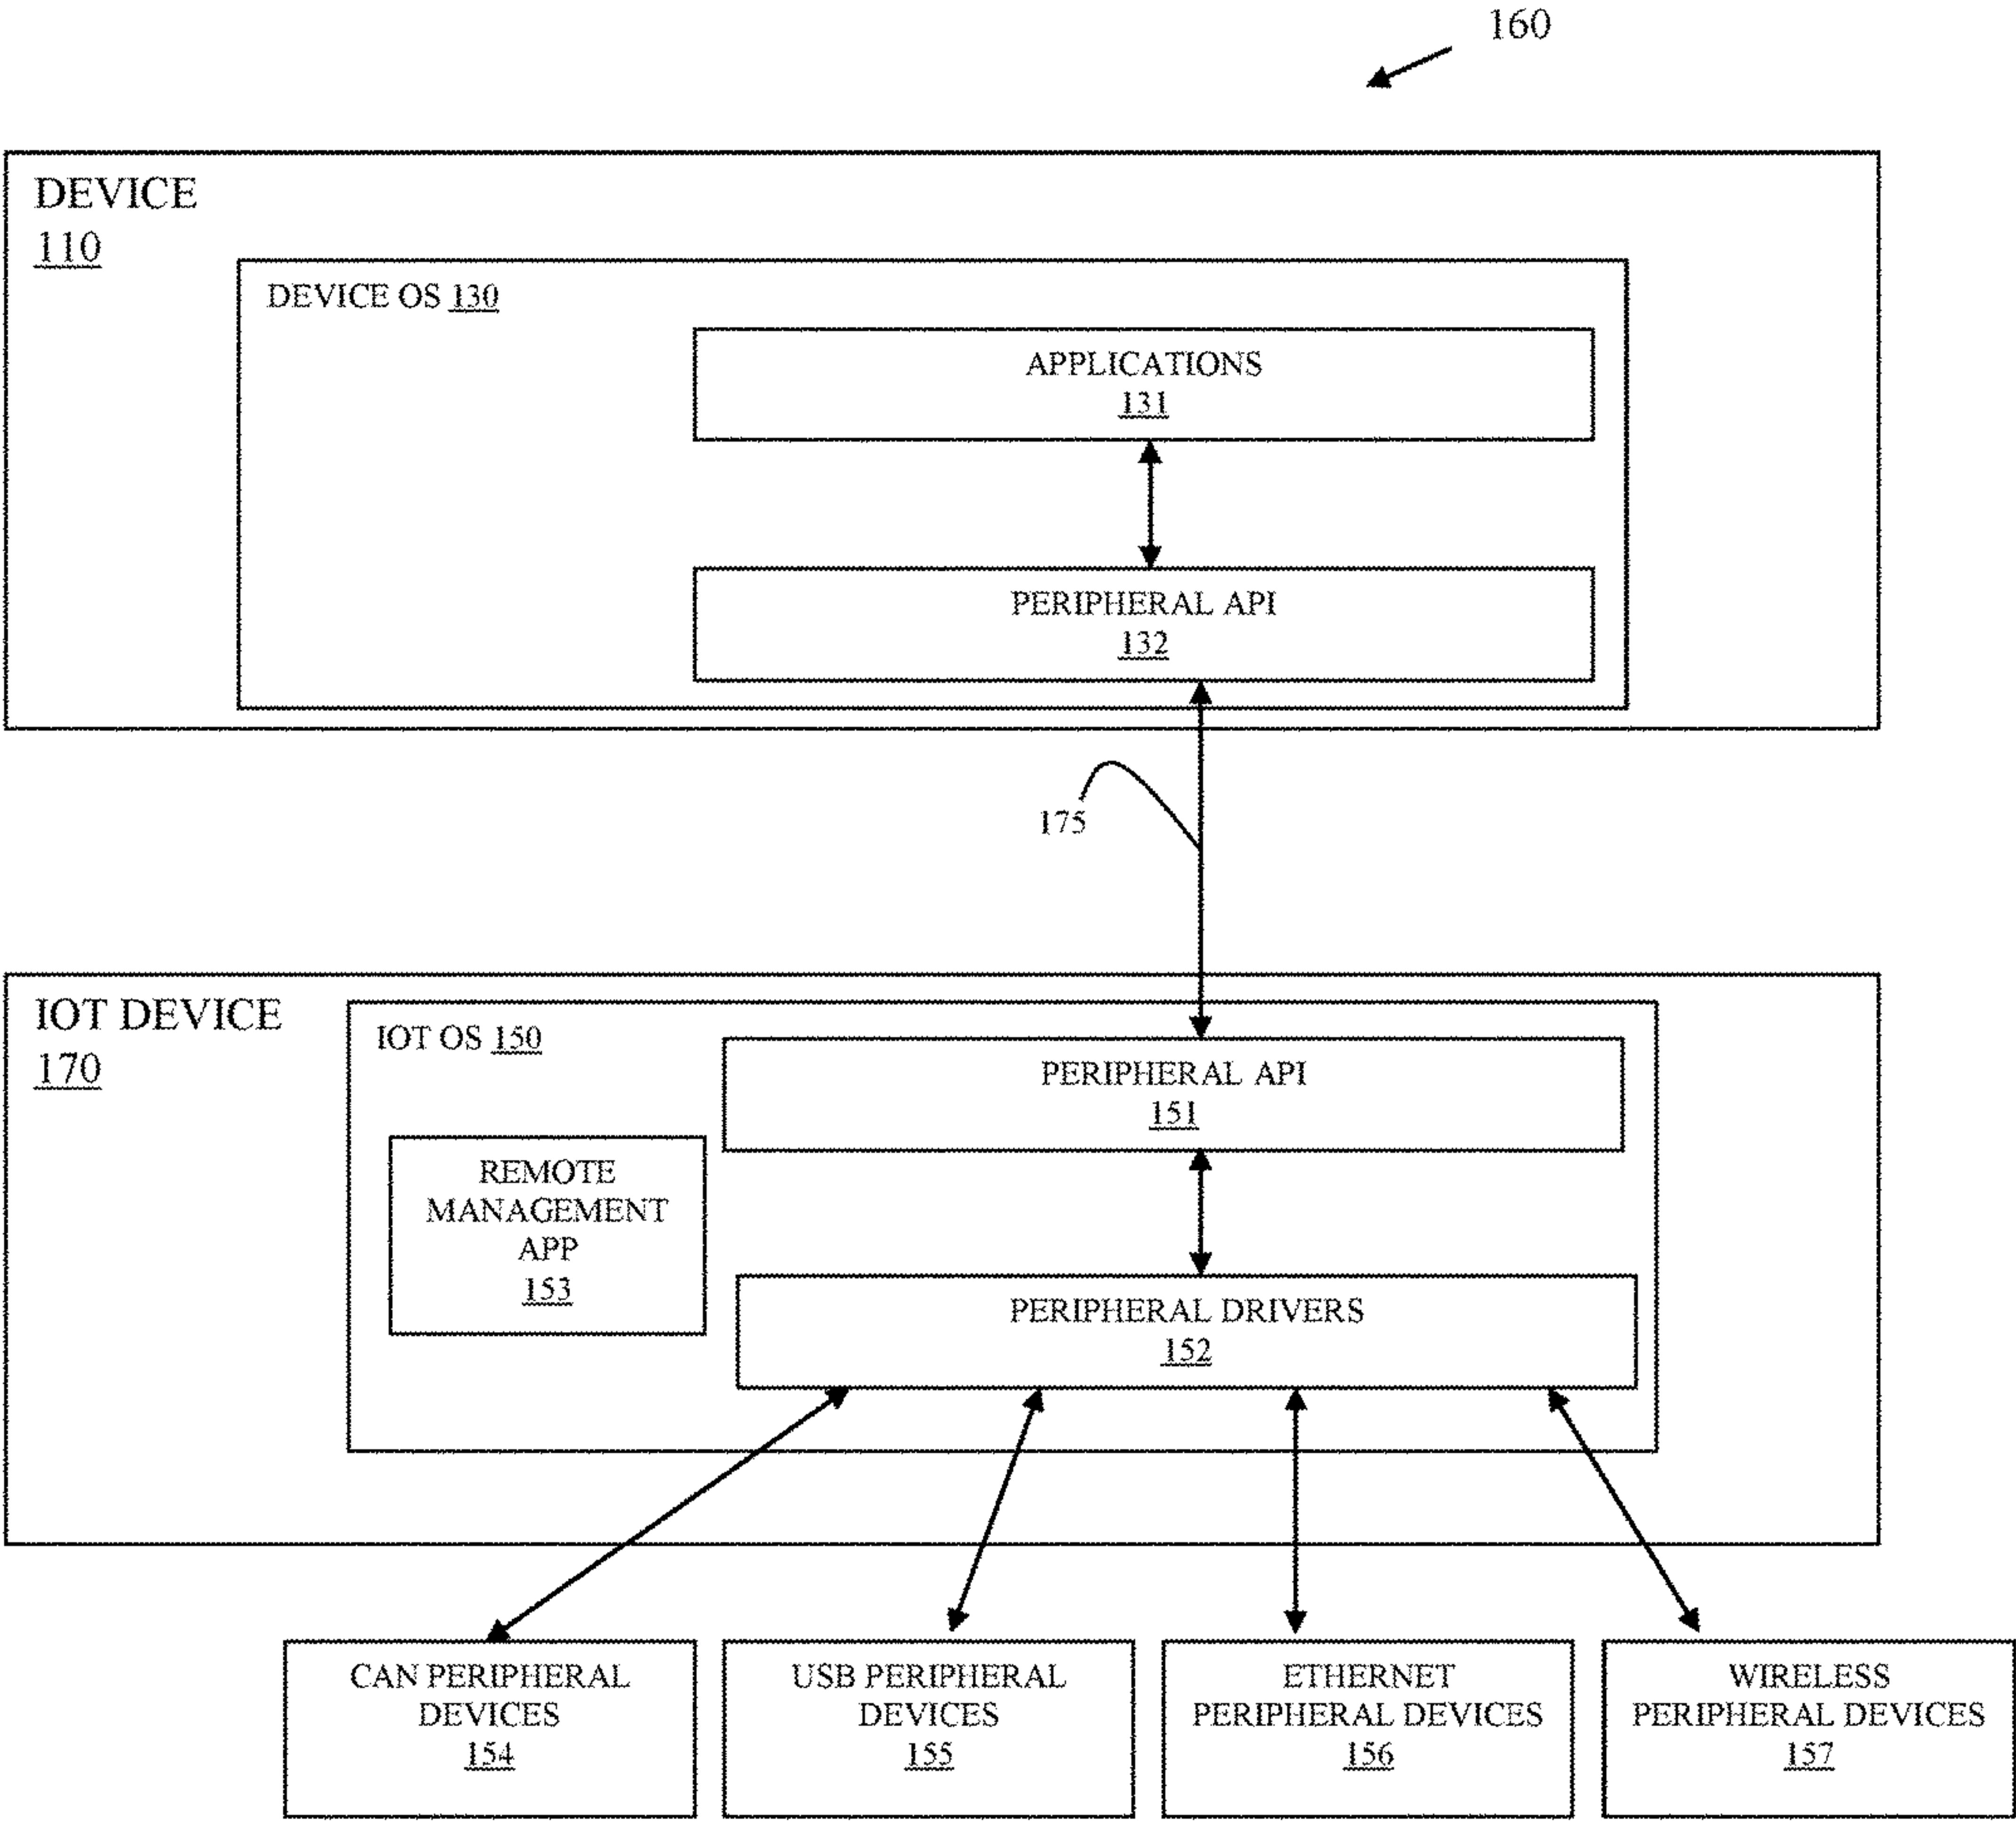 160
DEVICE
110
DEVICE OS 130
APPLICATIONS
131
PERIPHERAL API
132
175
IOT DEVICE
170
IOT OS 150
PERIPHERAL API
151
REMOTE
MANAGEMENT
APP
153
PERIPHERAL DRIVERS
152
CAN PERIPHERAL
DEVICES
154
USB PERIPHERAL
DEVICES
155
ETHERNET
PERIPHERAL DEVICES
156
WIRELESS
PERIPHERAL DEVICES
157